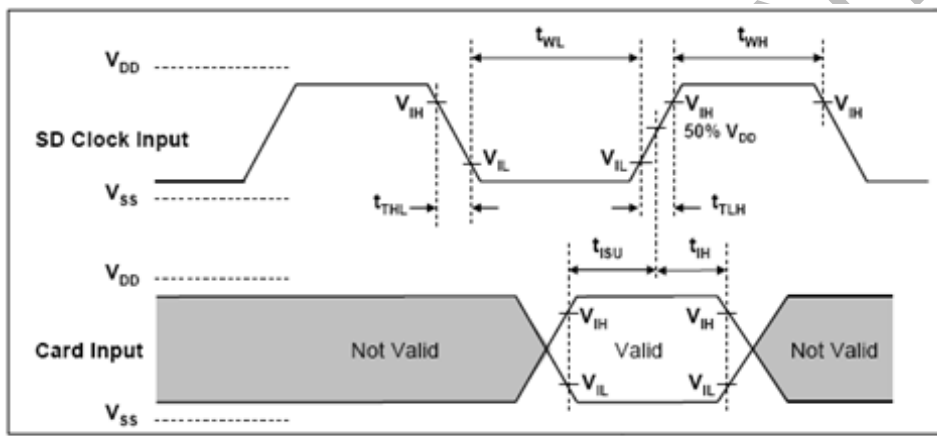 t_WL t_WH
V_DD
V_IH V_IH V_IH
SD Clock Input 50% V_DD
V_IL V_IL
V_SS
t_THL t_TLH
t_ISU t_IH
V_DD
V_IH V_IH
Card Input Not Valid Valid Not Valid
V_IL V_IL
V_SS